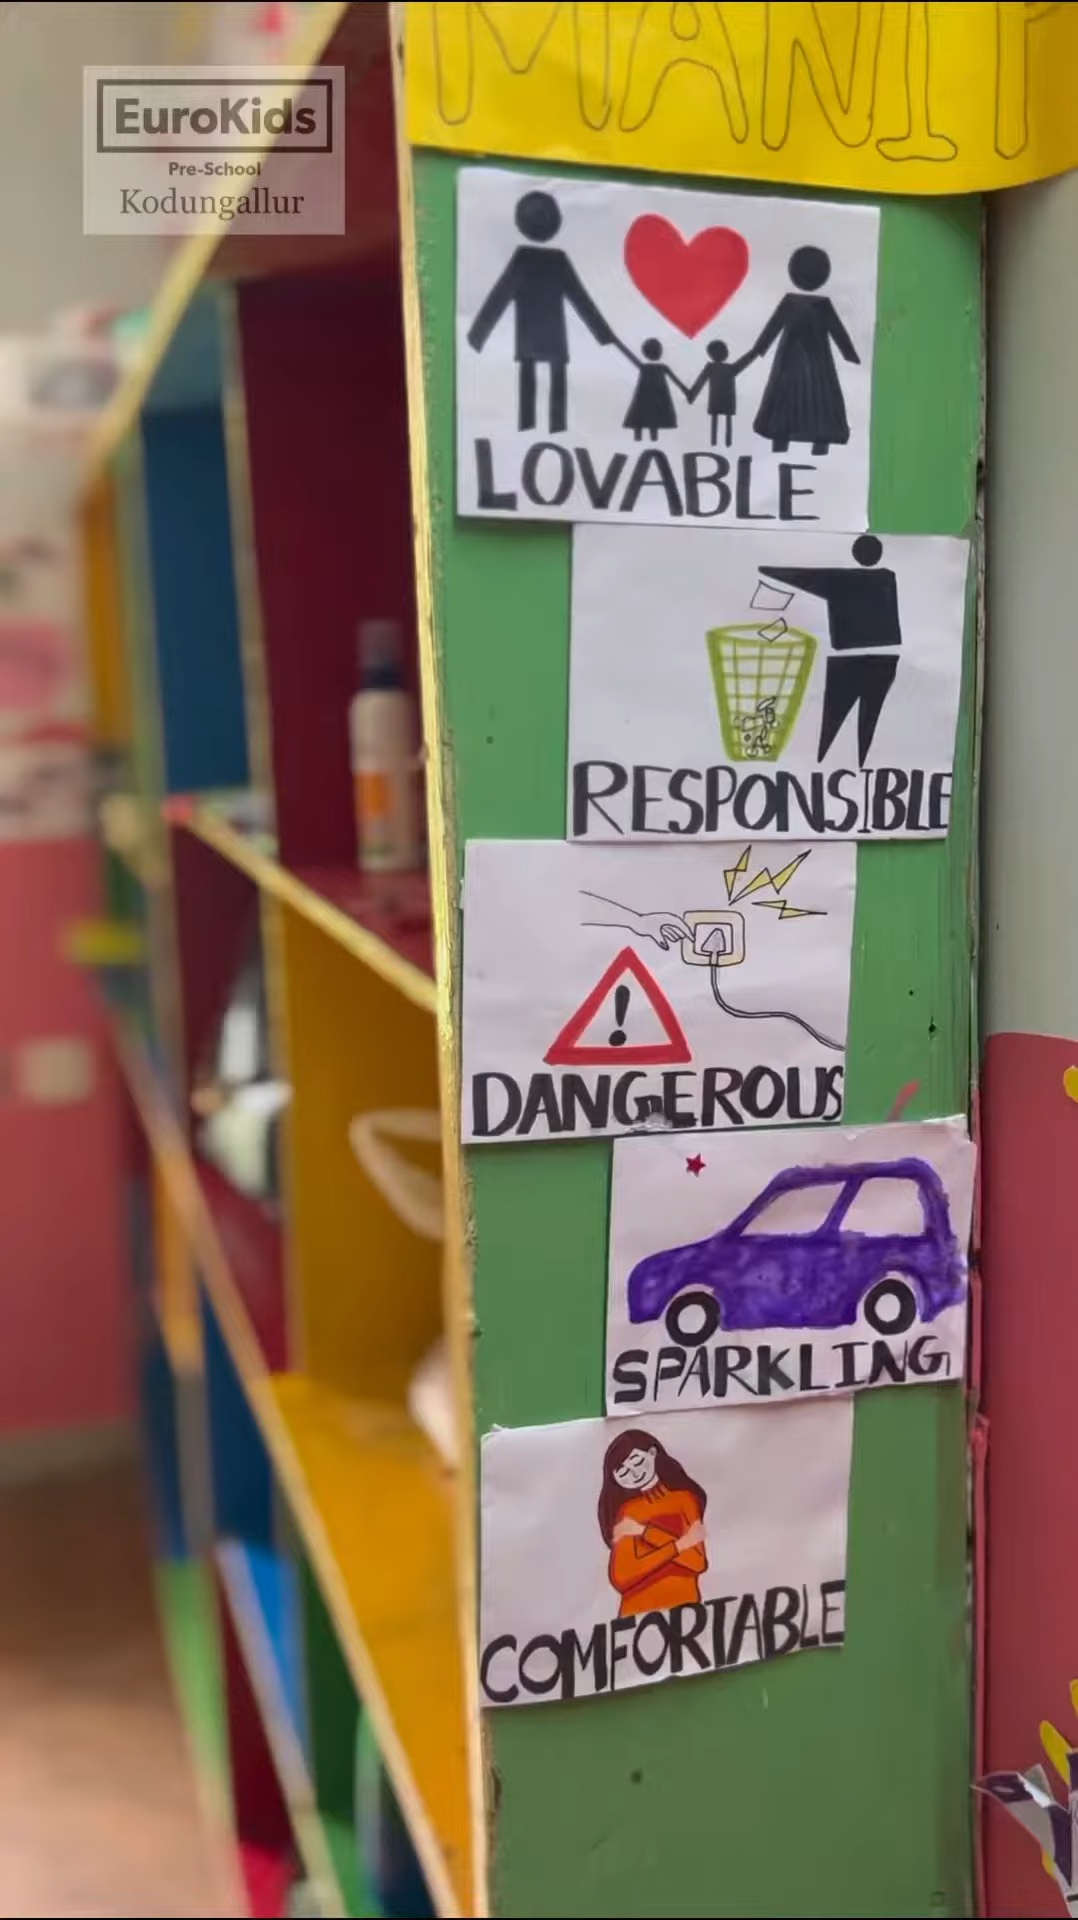 EuroKids
Pre-School
Kodungallur
LOVABLE
RESPONSIBLE
DANGEROUS
SPARKLING
COMFORTABLE